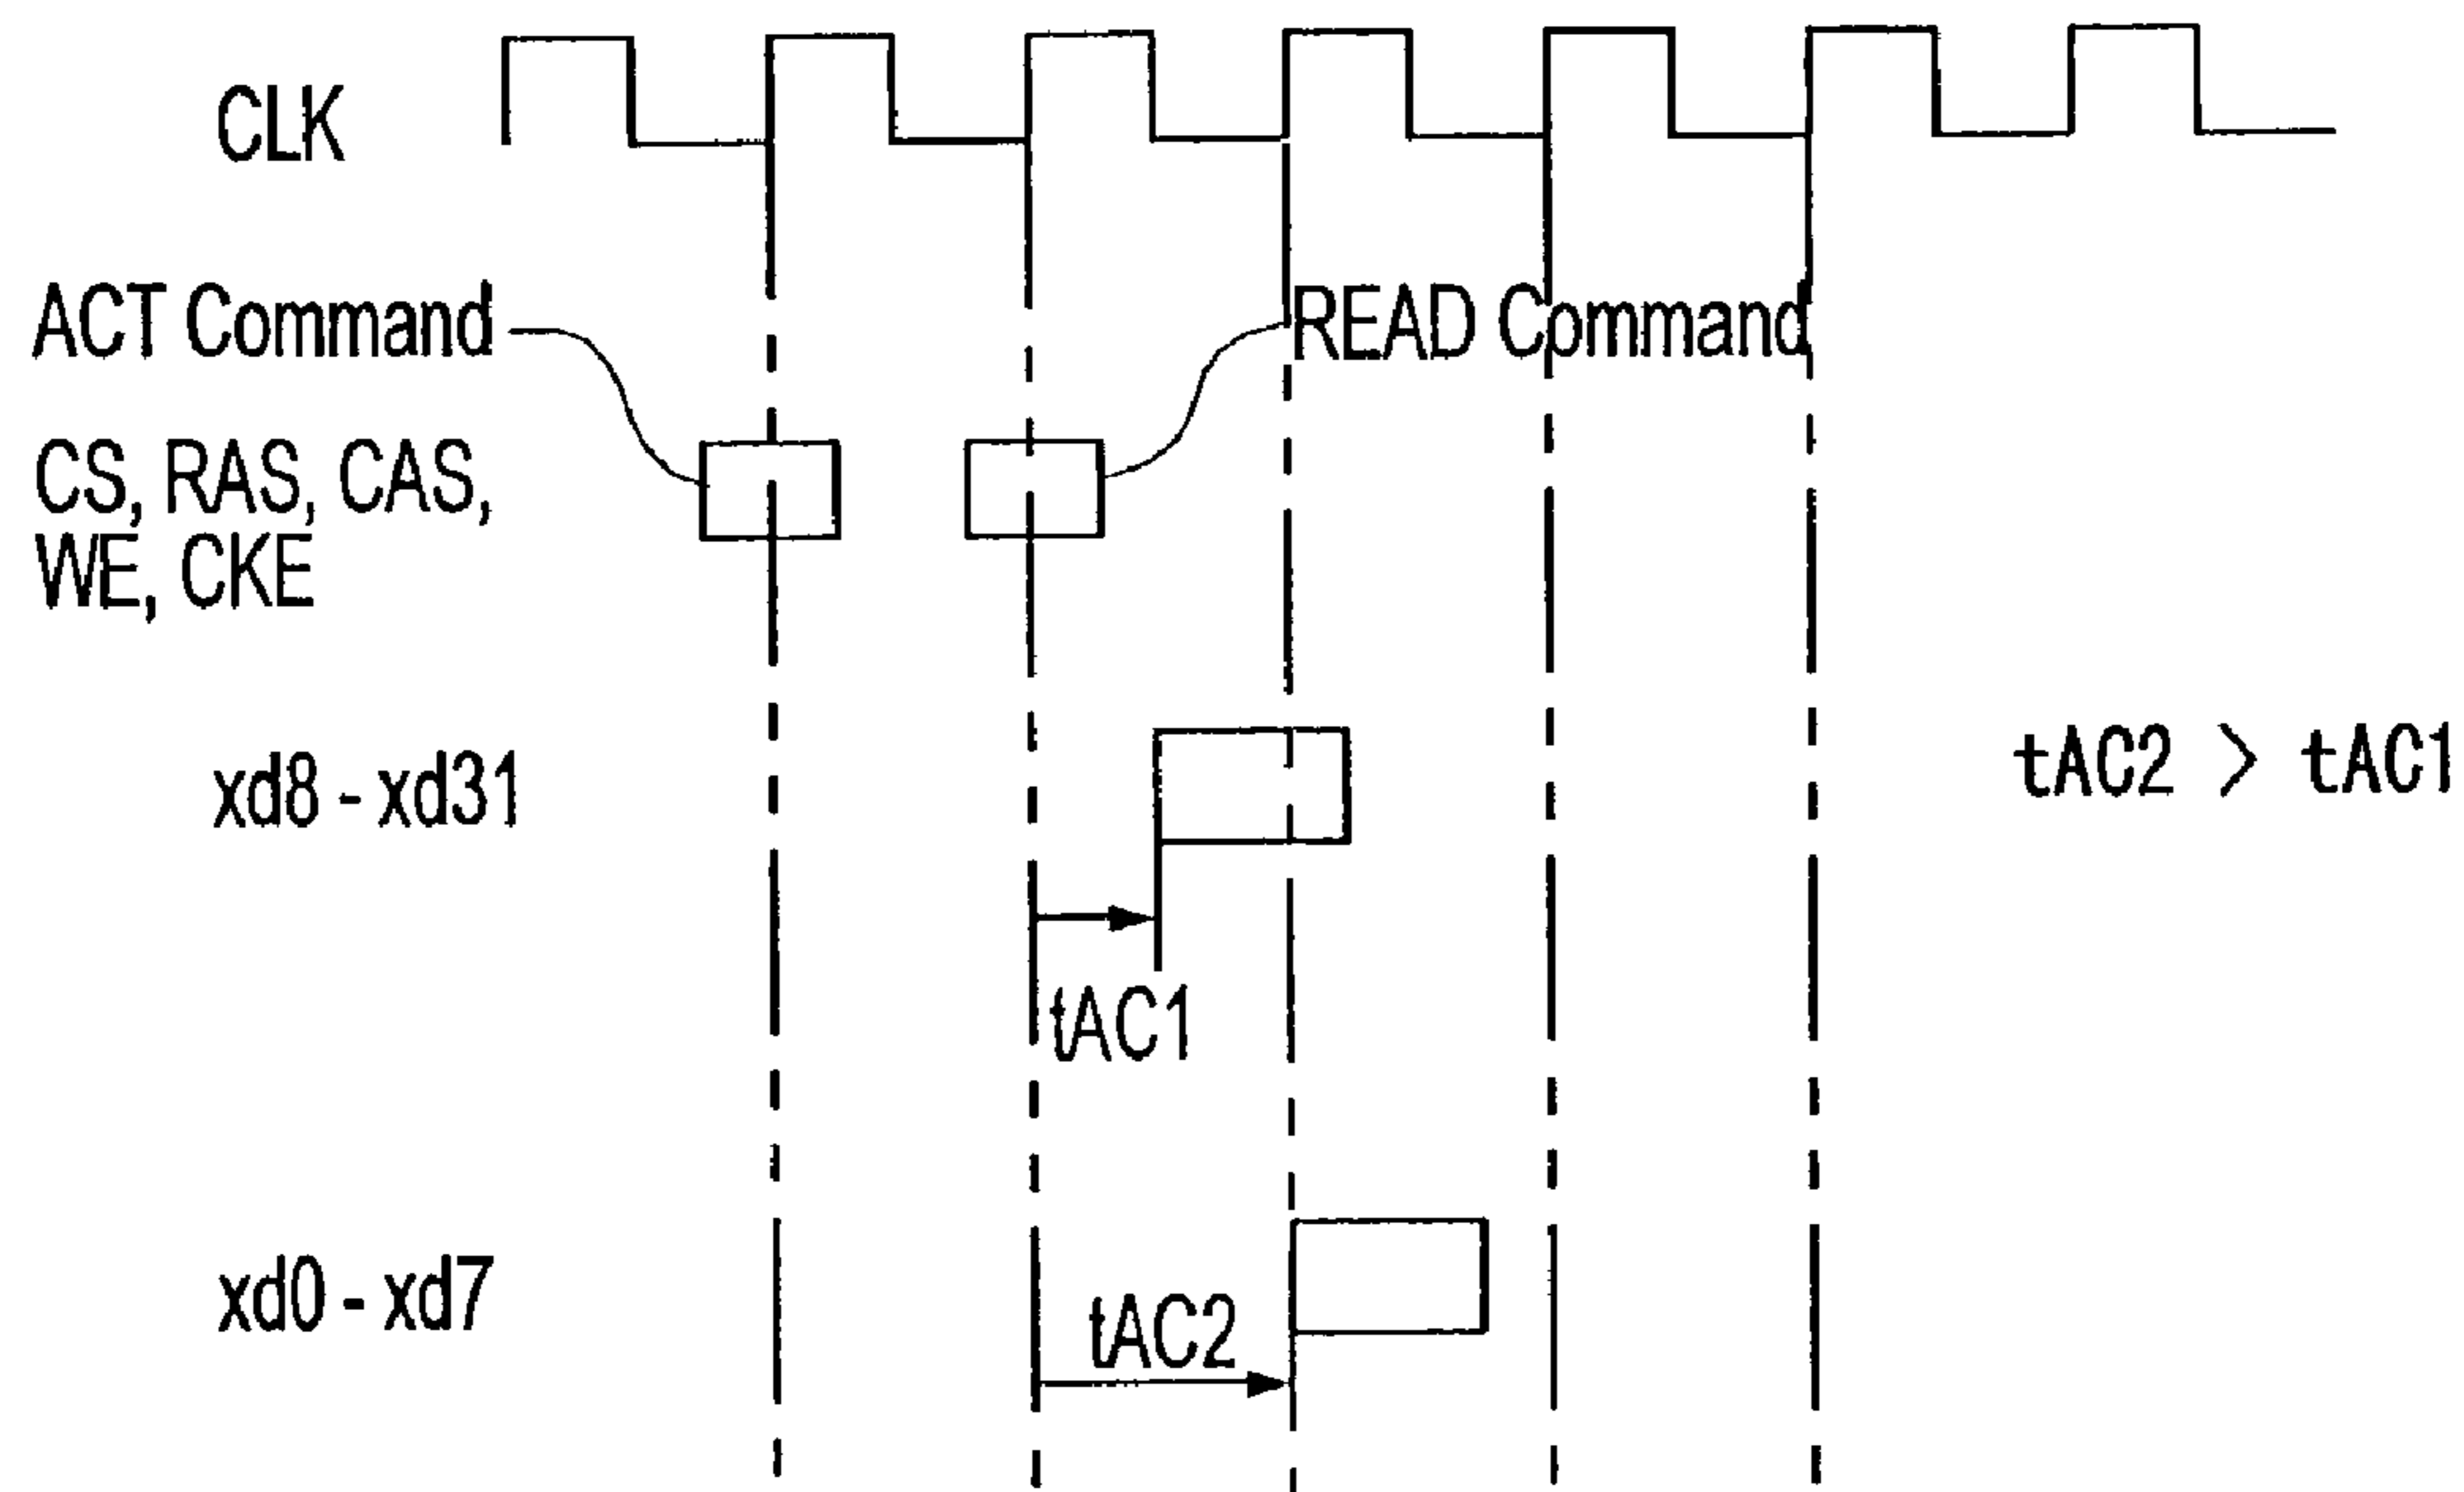 CLK
ACT Command
READ Command
CS, RAS, CAS,
WE, CKE
xd8 - xd31
tAC2 > tAC1
tAC1
xd0 - xd7
tAC2